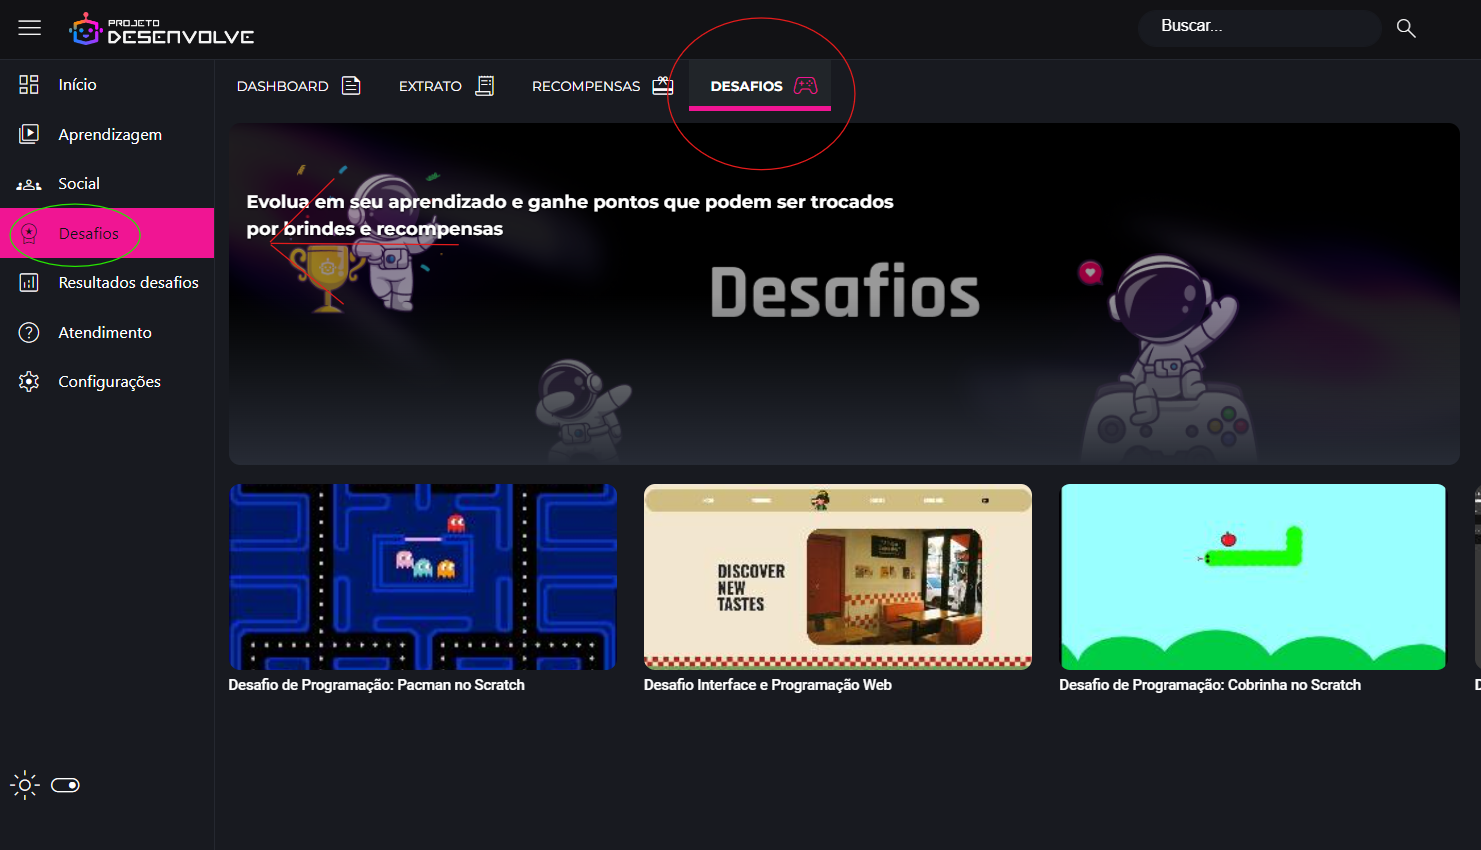 PROJETO
DESENVOLVE
Buscar...
Início
Aprendizagem
Social
Desafios
Resultados desafios
Atendimento
Configurações
DASHBOARD
EXTRATO
RECOMPENSAS
DESAFIOS
Evolua em seu aprendizado e ganhe pontos que podem ser trocados
por brindes e recompensas
Desafios
DISCOVER
NEW
TASTES
Desafio de Programação: Pacman no Scratch
Desafio Interface e Programação Web
Desafio de Programação: Cobrinha no Scratch